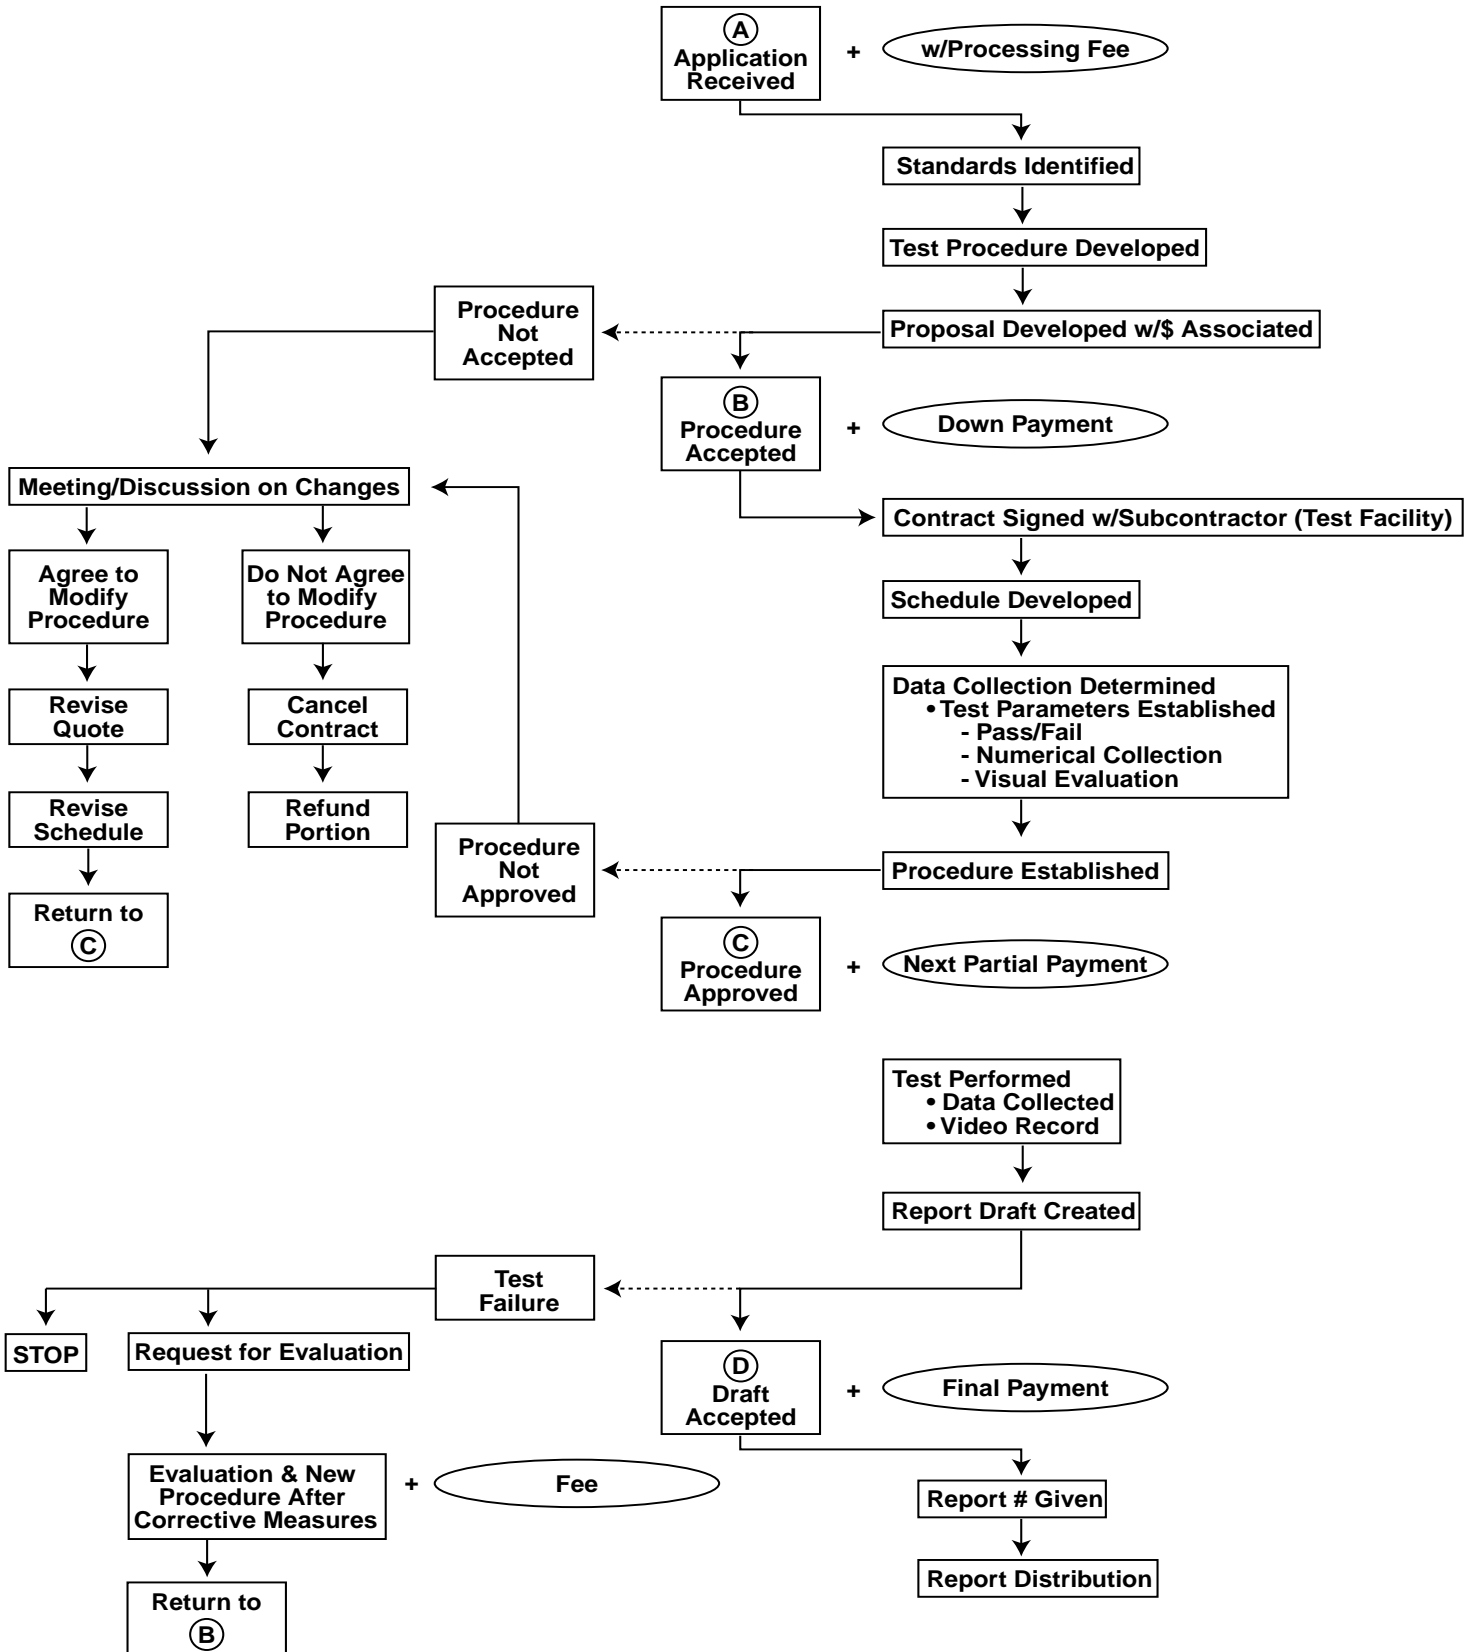 A
Application
Received
+
w/Processing Fee
Standards Identified
Test Procedure Developed
Proposal Developed w/$ Associated
Procedure
Not
Accepted
B
Procedure
Accepted
+
Down Payment
Meeting/Discussion on Changes
Contract Signed w/Subcontractor (Test Facility)
Agree to
Modify
Procedure
Do Not Agree
to Modify
Procedure
Schedule Developed
Revise
Quote
Cancel
Contract
Data Collection Determined
• Test Parameters Established
- Pass/Fail
- Numerical Collection
- Visual Evaluation
Revise
Schedule
Refund
Portion
Procedure
Not
Approved
Procedure Established
Return to
C
C
Procedure
Approved
+
Next Partial Payment
Test Performed
• Data Collected
• Video Record
Report Draft Created
Test
Failure
STOP
Request for Evaluation
D
Draft
Accepted
+
Final Payment
Evaluation & New
Procedure After
Corrective Measures
+
Fee
Report # Given
Report Distribution
Return to
B